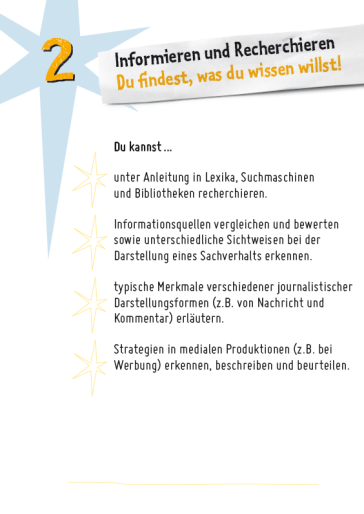 2
Informieren und Recherchieren
Du findest, was du wissen willst!
Du kannst ...
unter Anleitung in Lexika, Suchmaschinen
und Bibliotheken recherchieren.
Informationsquellen vergleichen und bewerten
sowie unterschiedliche Sichtweisen bei der
Darstellung eines Sachverhalts erkennen.
typische Merkmale verschiedener journalistischer
Darstellungsformen (z.B. von Nachricht und
Kommentar) erläutern.
Strategien in medialen Produktionen (z.B. bei
Werbung) erkennen, beschreiben und beurteilen.